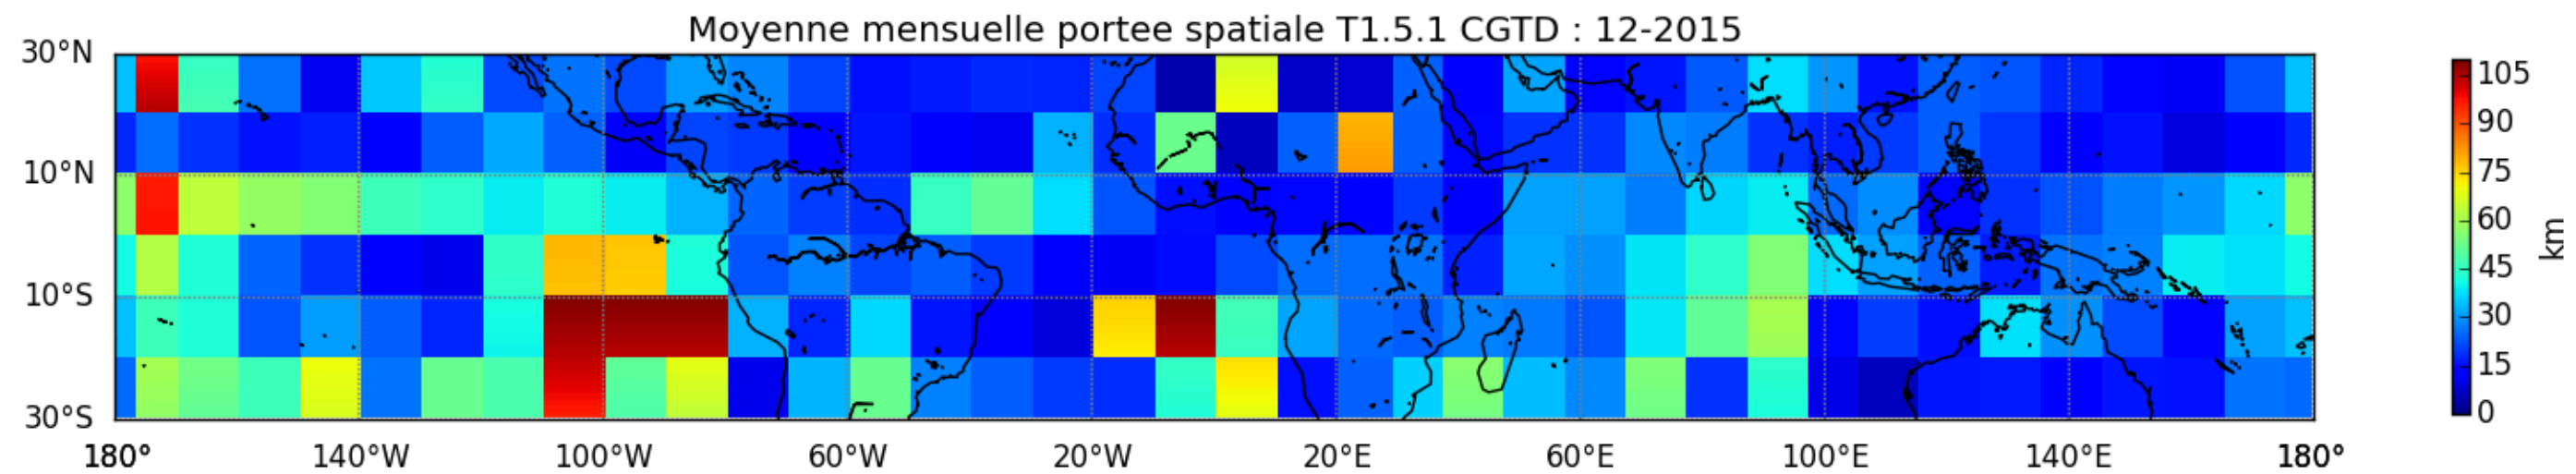 Moyenne mensuelle portee spatiale T1.5.1 CGTD : 12-2015
30°N
10°N
10°S
30°S
180° 140°W 100°W 60°W 20°W 20°E 60°E 100°E 140°E 180°
105
90
75
60
45
30
15
0
km